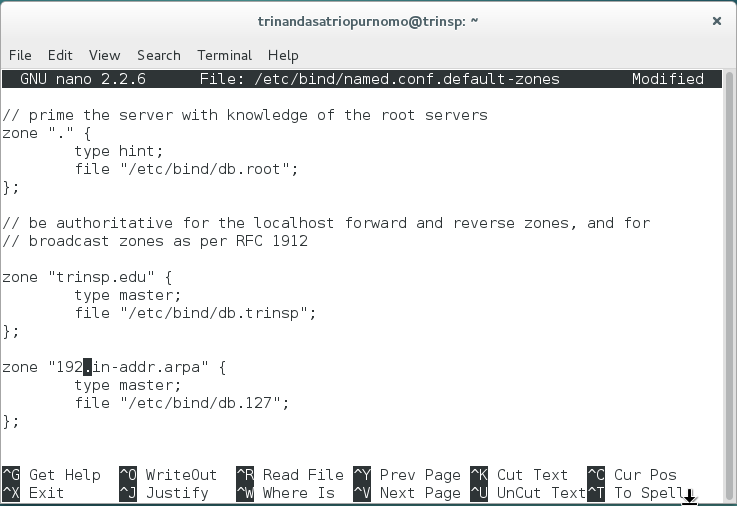 trinandasatriopurnomo@trinsp: ~ ×
File Edit View Search Terminal Help
GNU nano 2.2.6 File: /etc/bind/named.conf.default-zones Modified
// prime the server with knowledge of the root servers
zone "." {
type hint;
file "/etc/bind/db.root";
};
// be authoritative for the localhost forward and reverse zones, and for
// broadcast zones as per RFC 1912
zone "trinsp.edu" {
type master;
file "/etc/bind/db.trinsp";
};
zone "192.in-addr.arpa" {
type master;
file "/etc/bind/db.127";
};
^G Get Help ^O WriteOut ^R Read File ^Y Prev Page ^K Cut Text ^C Cur Pos
^X Exit ^J Justify ^W Where Is ^V Next Page ^U UnCut Text ^T To Spell